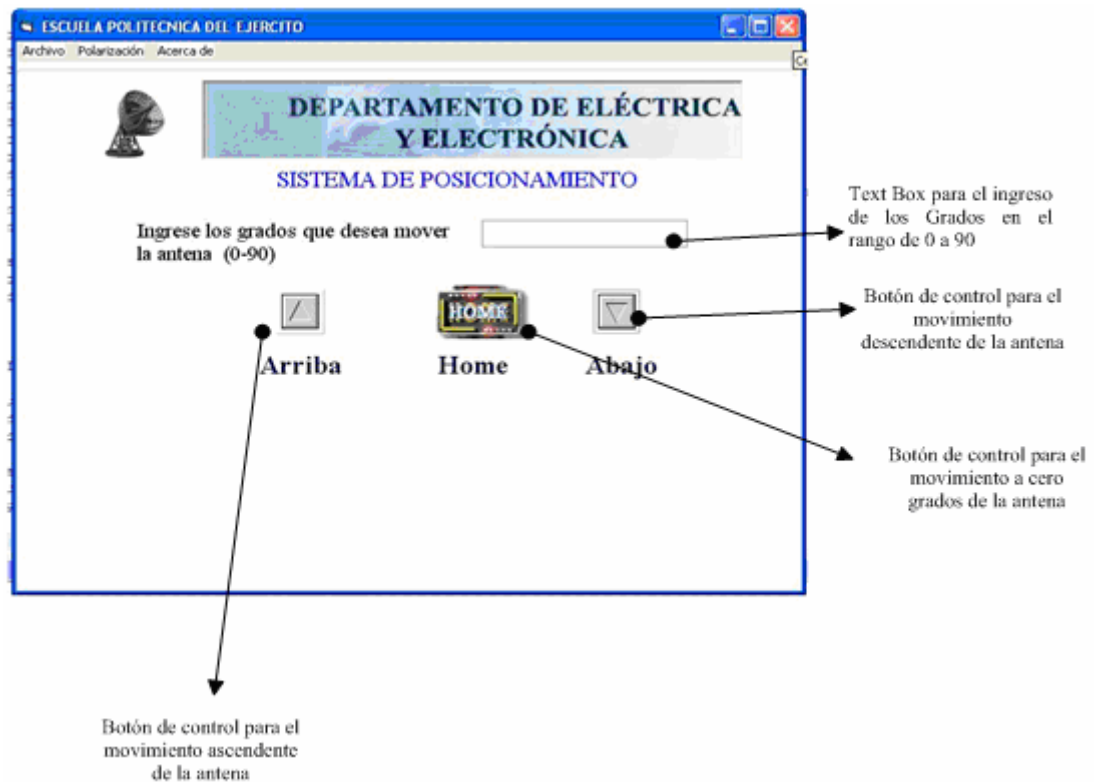 ESCUELA POLITECNICA DEL EJERCITO
Archivo Polarización Acerca de
DEPARTAMENTO DE ELÉCTRICA
Y ELECTRÓNICA
SISTEMA DE POSICIONAMIENTO
Ingrese los grados que desea mover
la antena (0-90)
HOME
Arriba Home Abajo
Text Box para el ingreso
de los Grados en el
rango de 0 a 90
Botón de control para el
movimiento
descendente de la antena
Botón de control para el
movimiento a cero
grados de la antena
Botón de control para el
movimiento ascendente
de la antena